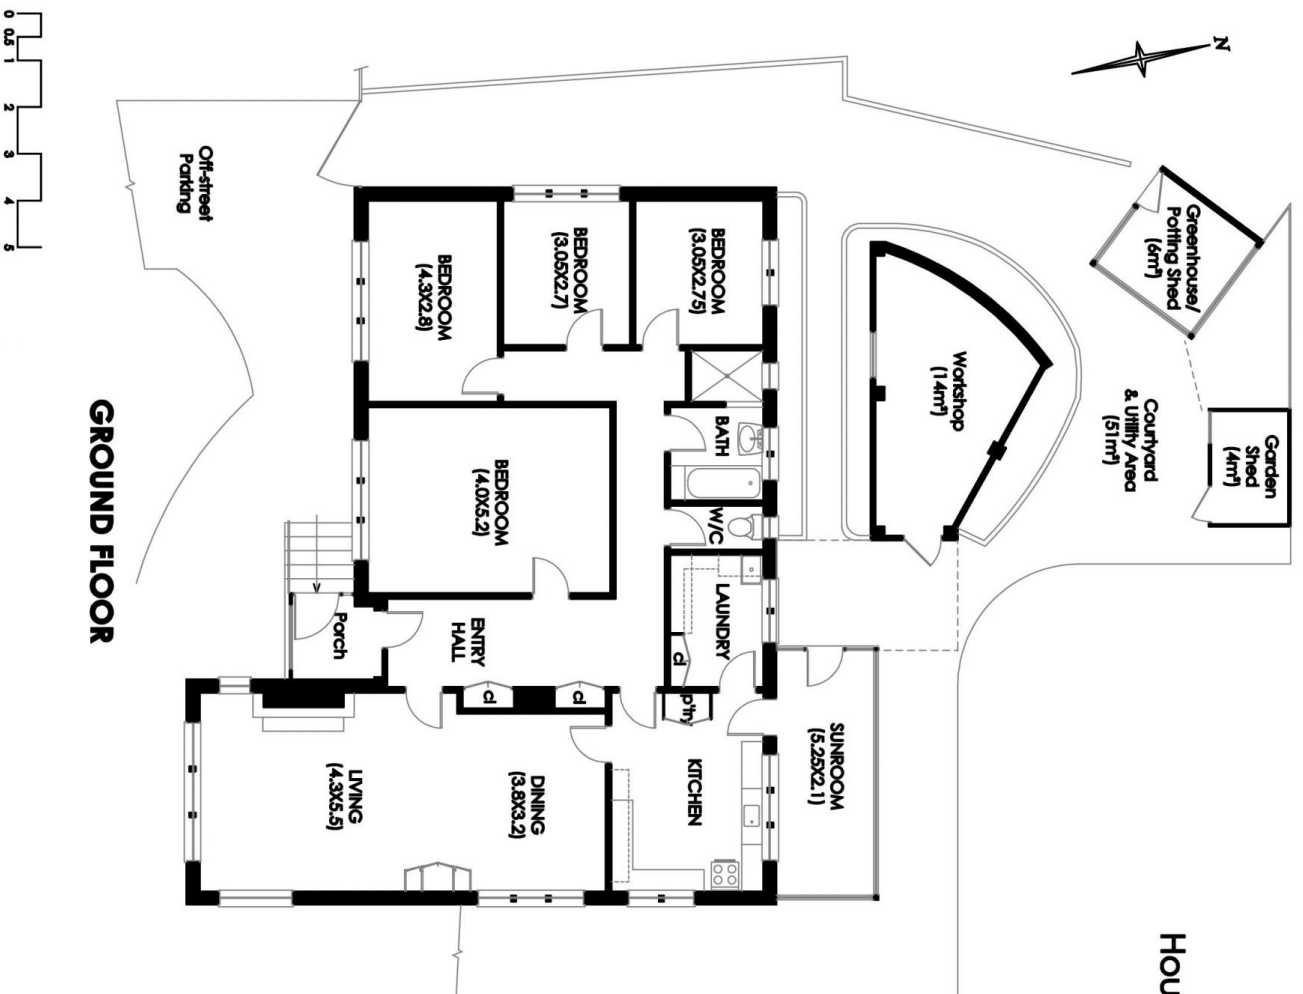 0 0.5 1 2 3 4 5
N
Off-street
Parking
Greenhouse/
Potting Shed
(6m²)
BEDROOM
(4.3X2.8)
BEDROOM
(3.05X2.7)
BEDROOM
(3.05X2.75)
Workshop
(14m²)
Courtyard
& Utility Area
(51m²)
Garden
Shed
(4m²)
BATH
BEDROOM
(4.0X5.2)
W/C
GROUND FLOOR
Porch
ENTRY
HALL
LAUNDRY
cl
cl
cl
p'try
LIVING
(4.3X5.5)
DINING
(3.8X3.2)
KITCHEN
SUNROOM
(5.25X2.1)
Hou